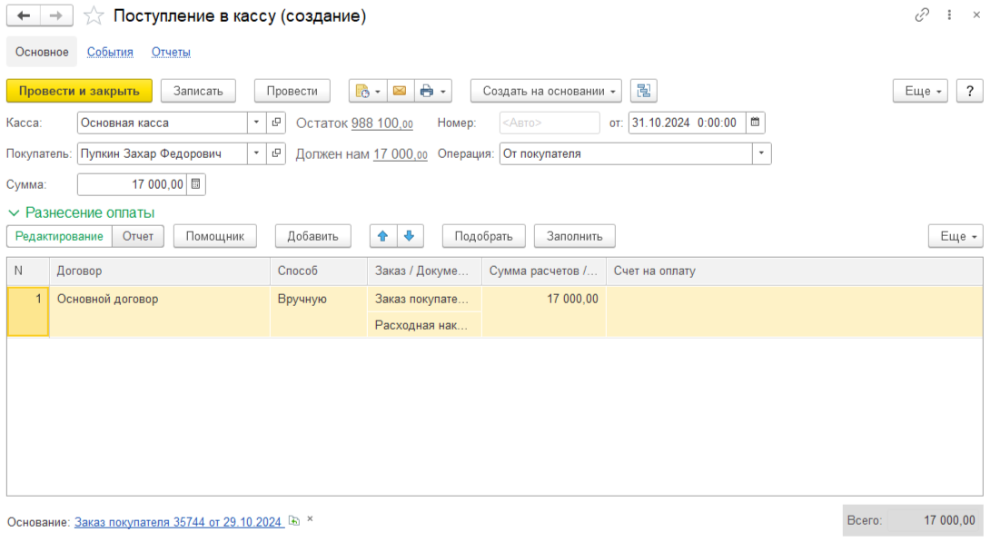 Поступление в кассу (создание)
Основное События Отчеты
Провести и закрыть Записать Провести Создать на основании Еще ?
Касса: Основная касса Остаток 988 100,00 Номер: <Авто> от: 31.10.2024 0:00:00
Покупатель: Пупкин Захар Федорович Должен нам 17 000,00 Операция: От покупателя
Сумма: 17 000,00
Разнесение оплаты
Редактирование Отчет Помощник Добавить Подобрать Заполнить Еще
N Договор Способ Заказ / Докуме... Сумма расчетов /... Счет на оплату
1 Основной договор Вручную Заказ покупате... 17 000,00
Расходная нак...
Основание: Заказ покупателя 35744 от 29.10.2024 Всего: 17 000,00